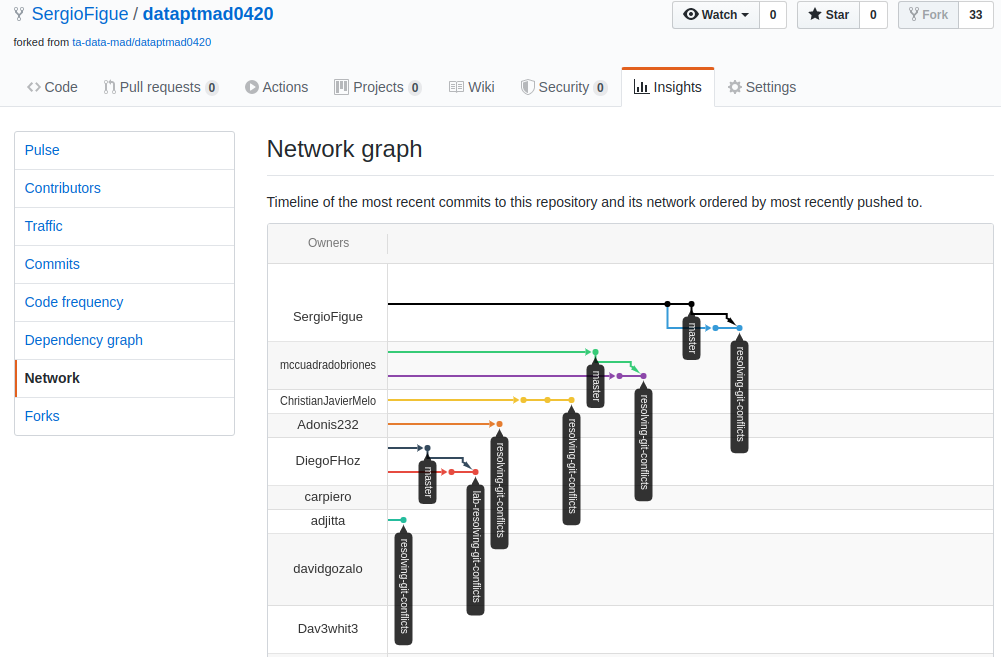 SergioFigue / dataptmad0420
Watch 0 Star 0 Fork 33
forked from ta-data-mad/dataptmad0420
Code Pull requests 0 Actions Projects 0 Wiki Security 0 Insights Settings
Pulse
Contributors
Traffic
Commits
Code frequency
Dependency graph
Network
Forks
Network graph
Timeline of the most recent commits to this repository and its network ordered by most recently pushed to.
Owners
SergioFigue
master
resolving-git-conflicts
mccuadradobriones
master
resolving-git-conflicts
ChristianJavierMelo
resolving-git-conflicts
Adonis232
resolving-git-conflicts
DiegoFHoz
master
lab-resolving-git-conflicts
carpiero
adjitta
resolving-git-conflicts
davidgozalo
Dav3whit3